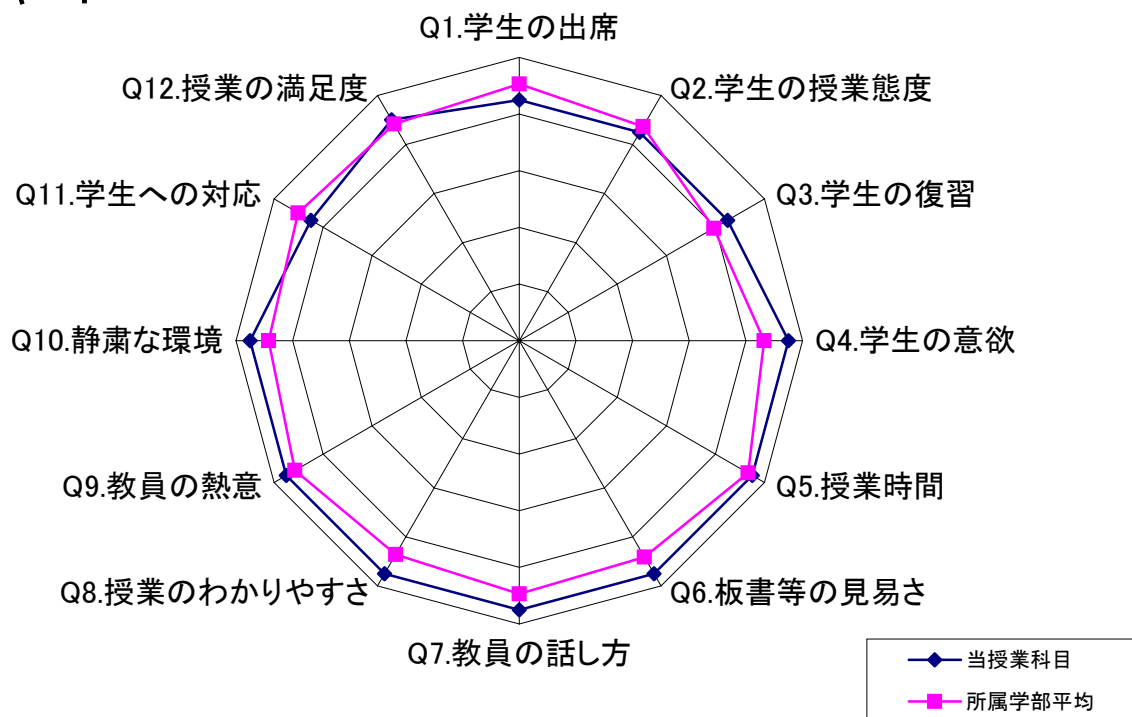 Q1.学生の出席
Q2.学生の授業態度
Q3.学生の復習
Q4.学生の意欲
Q5.授業時間
Q6.板書等の見易さ
Q7.教員の話し方
Q8.授業のわかりやすさ
Q9.教員の熱意
Q10.静粛な環境
Q11.学生への対応
Q12.授業の満足度
当授業科目
所属学部平均